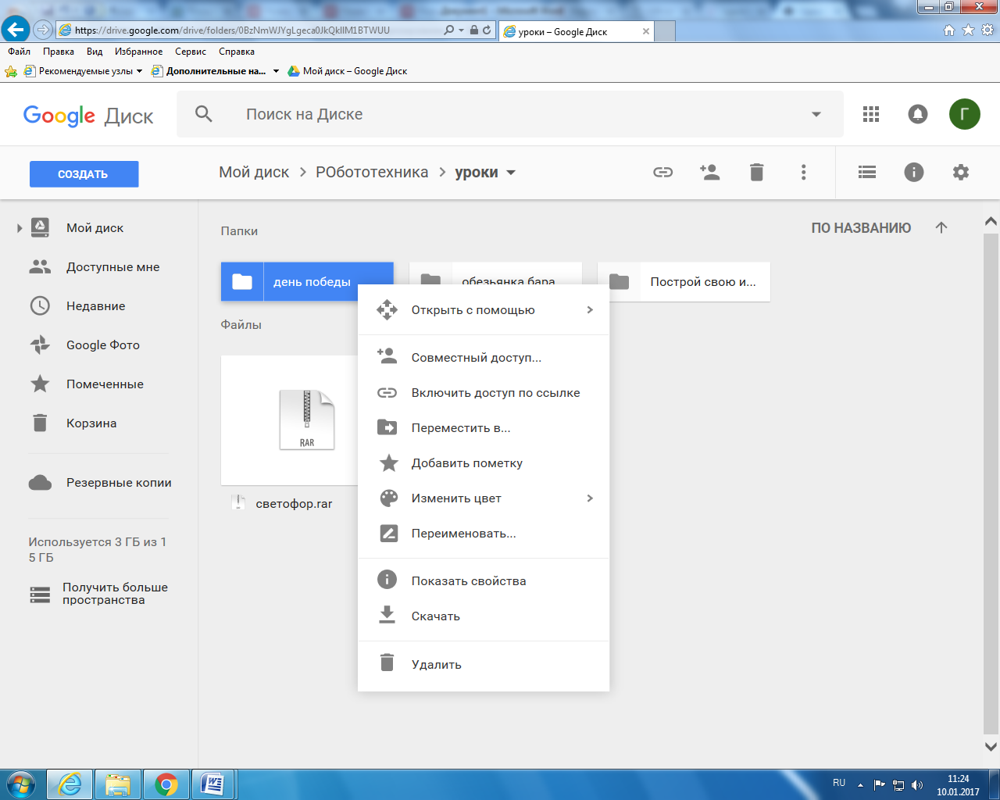 https://drive.google.com/drive/folders/0BzNmWJYgLgeca0JkQkllM1BTWUU
уроки – Google Диск
Файл Правка Вид Избранное Сервис Справка
Рекомендуемые узлы Дополнительные на... Мой диск – Google Диск
Google Диск
Поиск на Диске
Г
СОЗДАТЬ
Мой диск > РОбототехника > уроки
Мой диск
Доступные мне
Недавние
Google Фото
Помеченные
Корзина
Резервные копии
Используется 3 ГБ из 1
5 ГБ
Получить больше
пространства
Папки
ПО НАЗВАНИЮ
день победы
обезьянка бара
Построй свою и...
Файлы
RAR
светофор.rar
Открыть с помощью
Совместный доступ...
Включить доступ по ссылке
Переместить в...
Добавить пометку
Изменить цвет
Переименовать...
Показать свойства
Скачать
Удалить
RU
11:24
10.01.2017